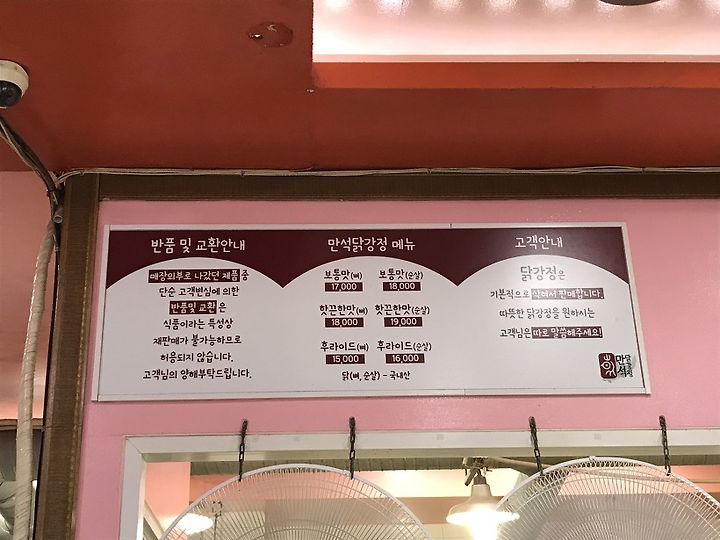 반품 및 교환안내
매장외부로 나갔던 제품 중
단순 고객변심에 의한
반품및 교환은
식품이라는 특성상
재판매가 불가능하므로
허용되지 않습니다.
고객님의 양해부탁드립니다.
만석닭강정 메뉴
보통맛(뼈) 보통맛(순살)
17,000 18,000
핫끈한맛(뼈) 핫끈한맛(순살)
18,000 19,000
후라이드(뼈) 후라이드(순살)
15,000 16,000
닭(뼈, 순살) - 국내산
고객안내
닭강정은
기본적으로 식혀서 판매합니다.
따뜻한 닭강정을 원하시는
고객님은 따로 말씀해주세요!
만석
닭강정